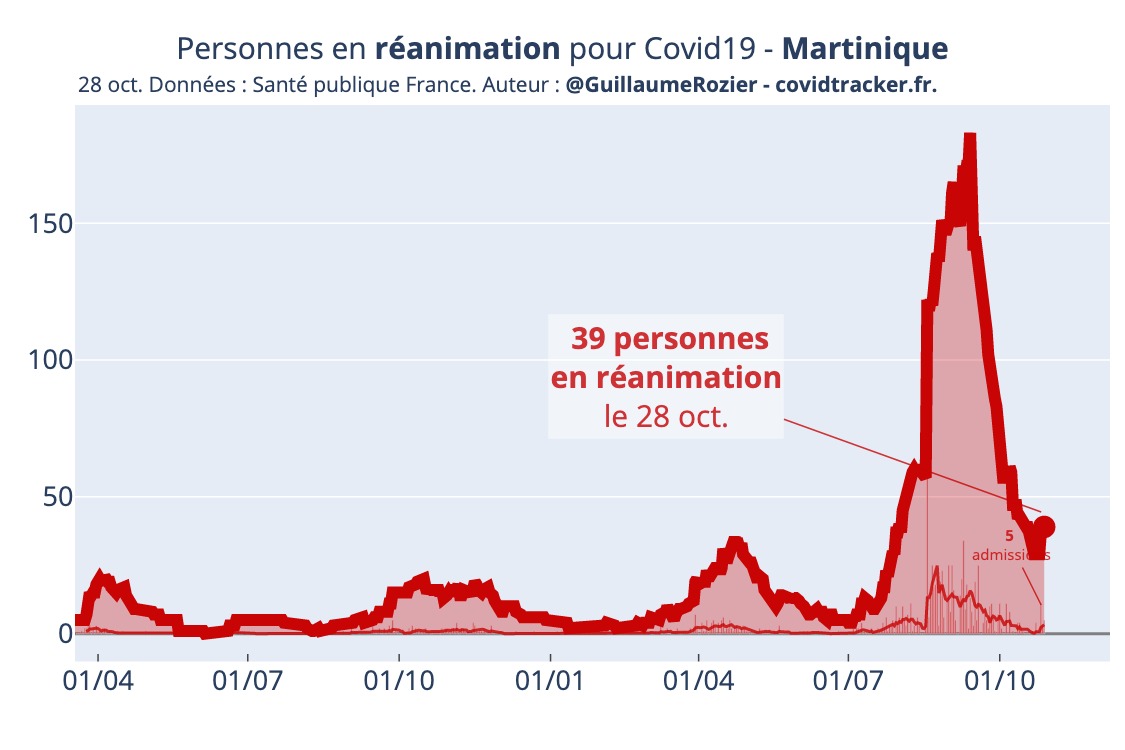 Personnes en réanimation pour Covid19 - Martinique
28 oct. Données : Santé publique France. Auteur : @GuillaumeRozier - covidtracker.fr.
150
100
50
0
39 personnes
en réanimation
le 28 oct.
5
admissions
01/04
01/07
01/10
01/01
01/04
01/07
01/10